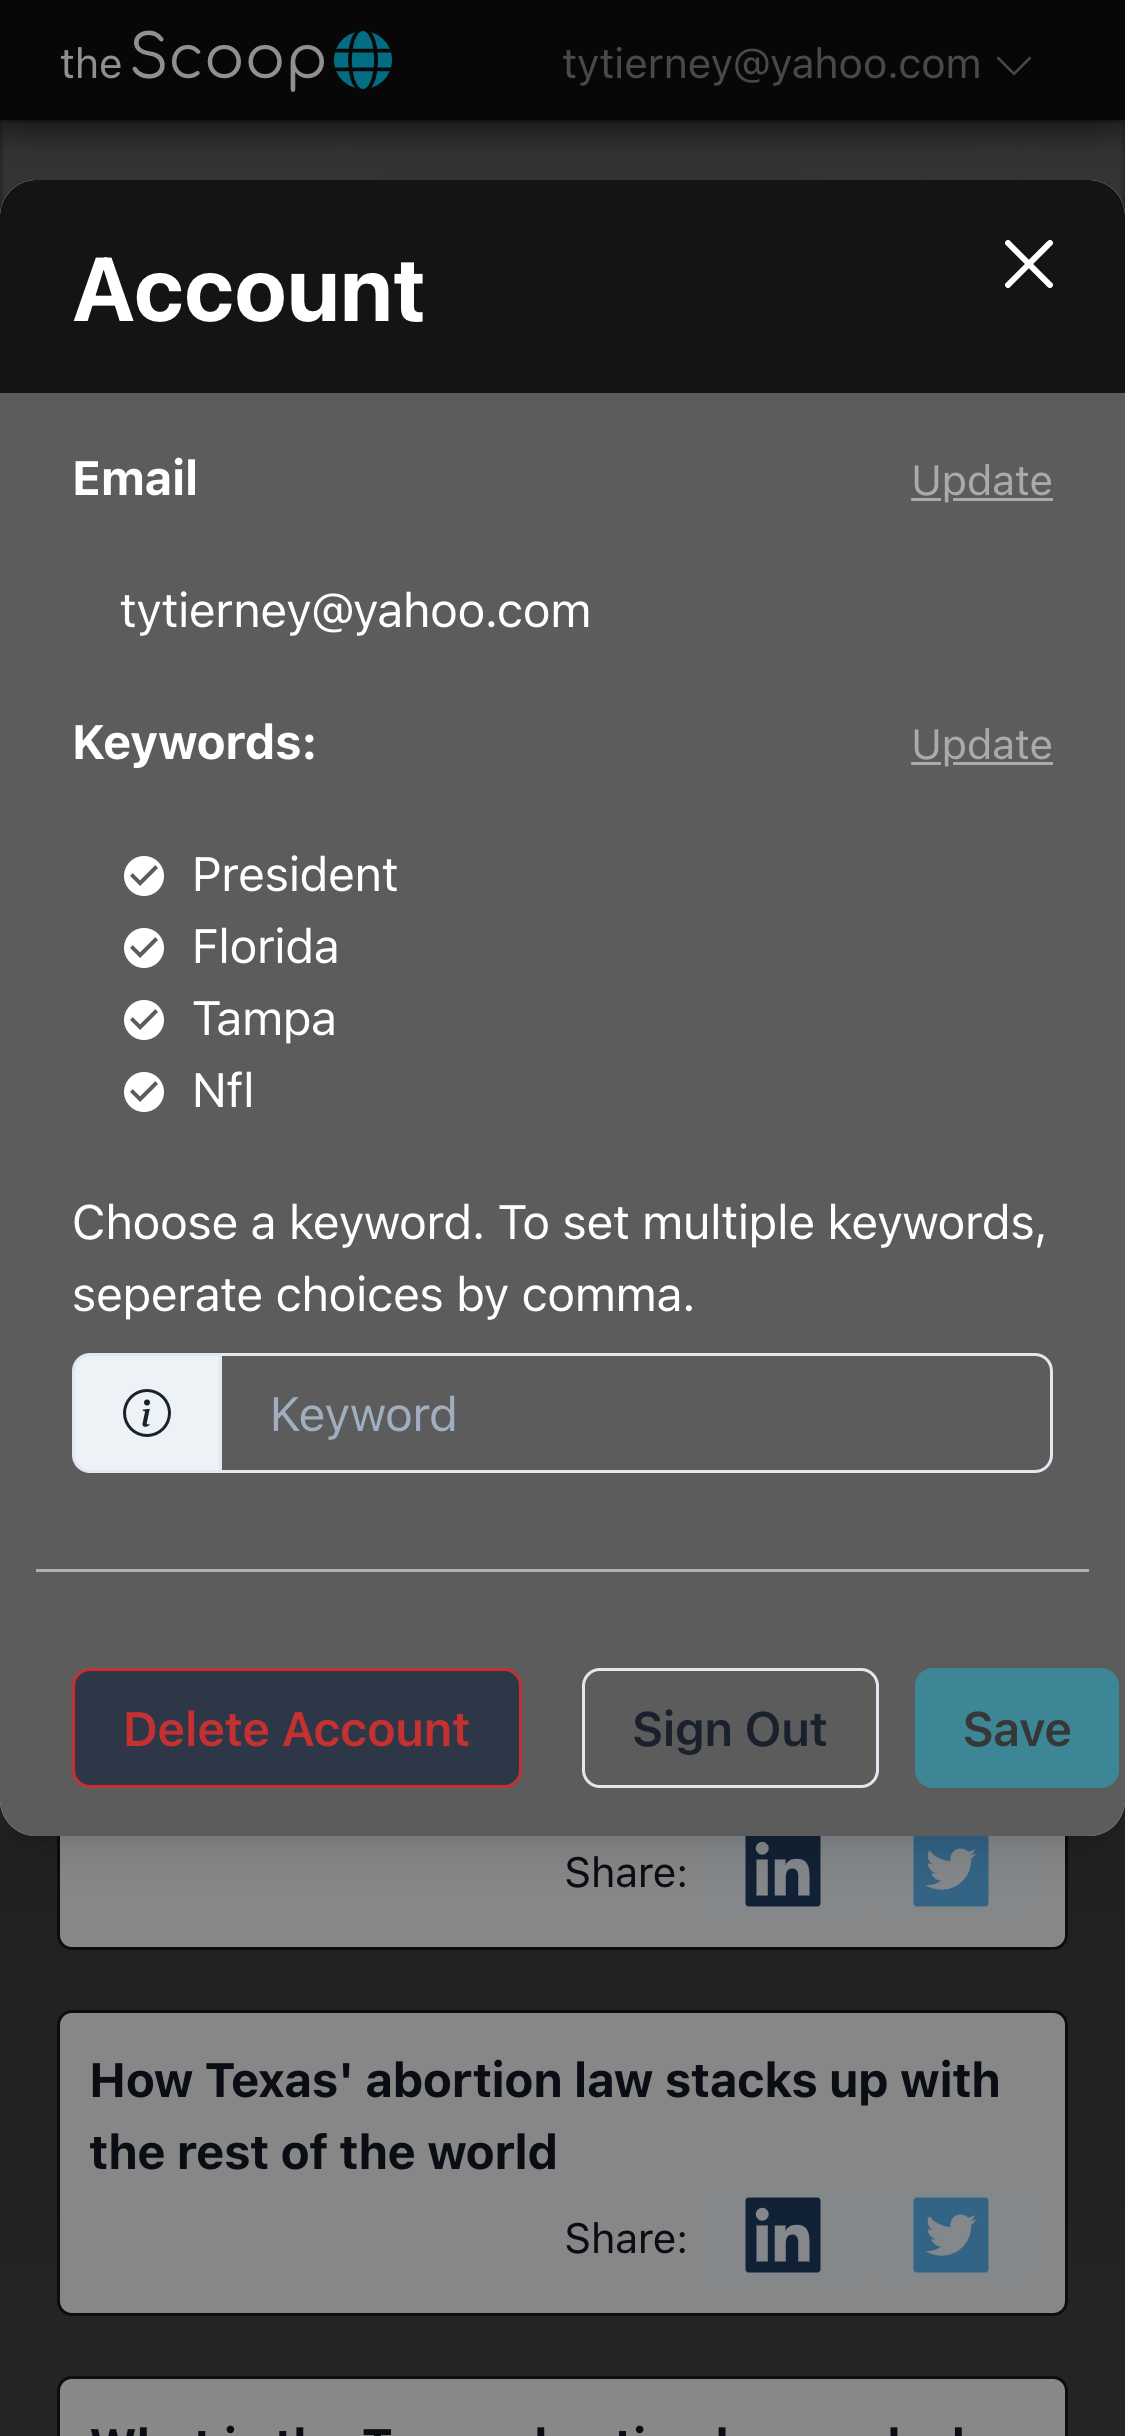 the Scoop
tytierney@yahoo.com
Account
Email
Update
tytierney@yahoo.com
Keywords:
Update
President
Florida
Tampa
Nfl
Choose a keyword. To set multiple keywords,
seperate choices by comma.
i
Keyword
Delete Account
Sign Out
Save
Share:
in
How Texas' abortion law stacks up with
the rest of the world
Share:
in